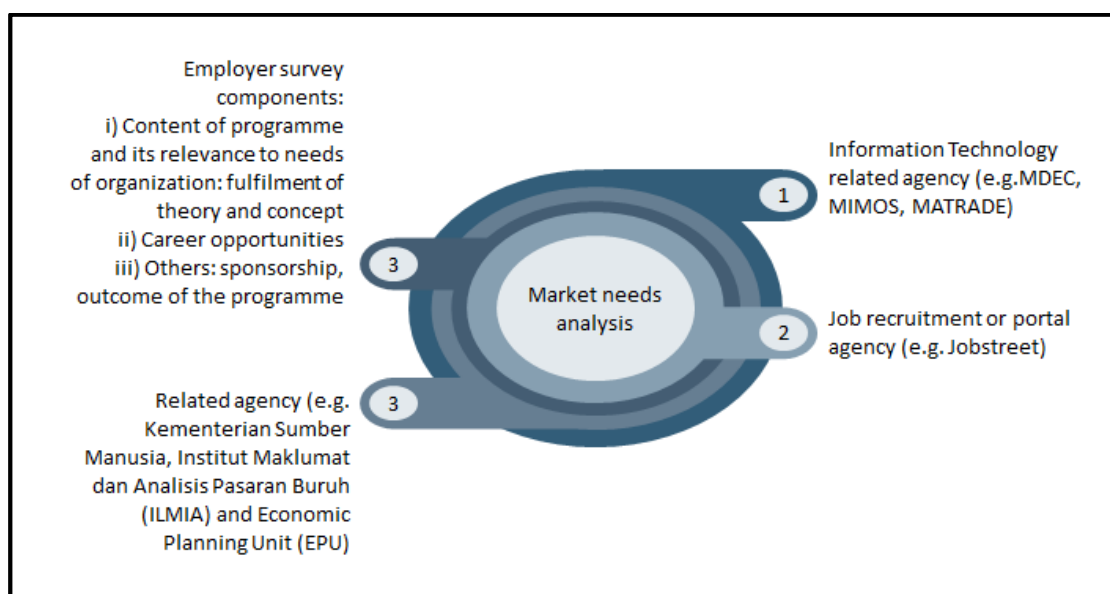 Employer survey
components:
i) Content of programme
and its relevance to needs
of organization: fulfilment of
theory and concept
ii) Career opportunities
iii) Others: sponsorship,
outcome of the programme
3
Information Technology
related agency (e.g.MDEC,
MIMOS, MATRADE)
1
Market needs
analysis
2
Job recruitment or portal
agency (e.g. Jobstreet)
3
Related agency (e.g.
Kementerian Sumber
Manusia, Institut Maklumat
dan Analisis Pasaran Buruh
(ILMIA) and Economic
Planning Unit (EPU)